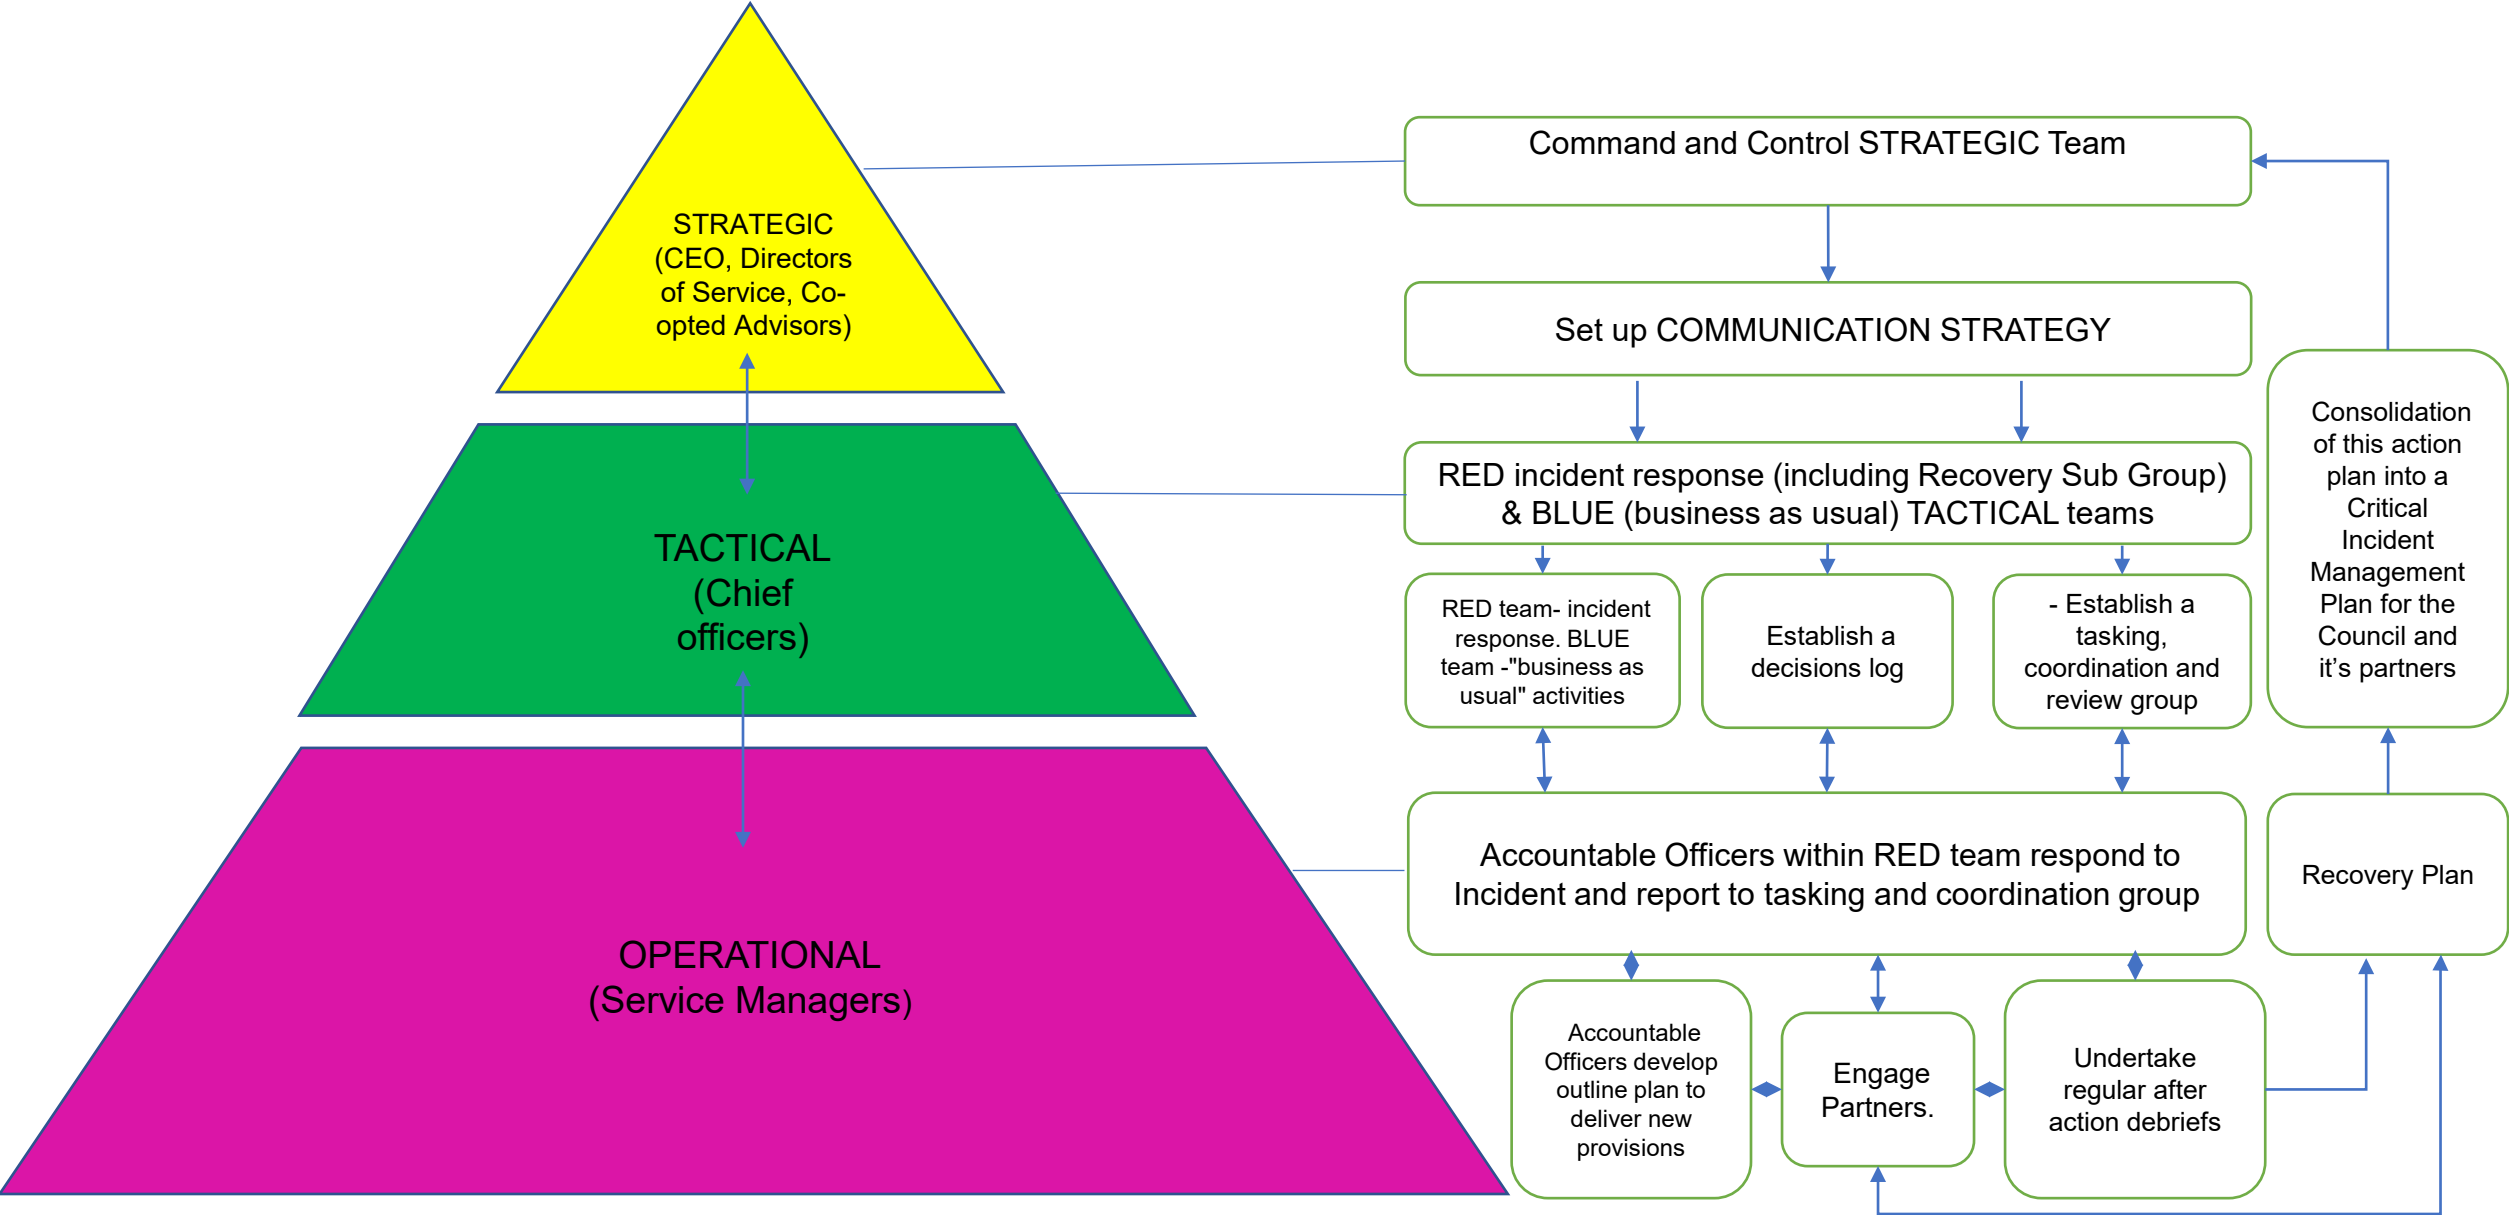 STRATEGIC
(CEO, Directors
of Service, Co-
opted Advisors)
TACTICAL
(Chief
officers)
OPERATIONAL
(Service Managers)
Command and Control STRATEGIC Team
Set up COMMUNICATION STRATEGY
RED incident response (including Recovery Sub Group)
& BLUE (business as usual) TACTICAL teams
RED team- incident
response. BLUE
team -"business as
usual" activities
Establish a
decisions log
- Establish a
tasking,
coordination and
review group
Accountable Officers within RED team respond to
Incident and report to tasking and coordination group
Accountable
Officers develop
outline plan to
deliver new
provisions
Engage
Partners.
Undertake
regular after
action debriefs
Consolidation
of this action
plan into a
Critical
Incident
Management
Plan for the
Council and
it’s partners
Recovery Plan